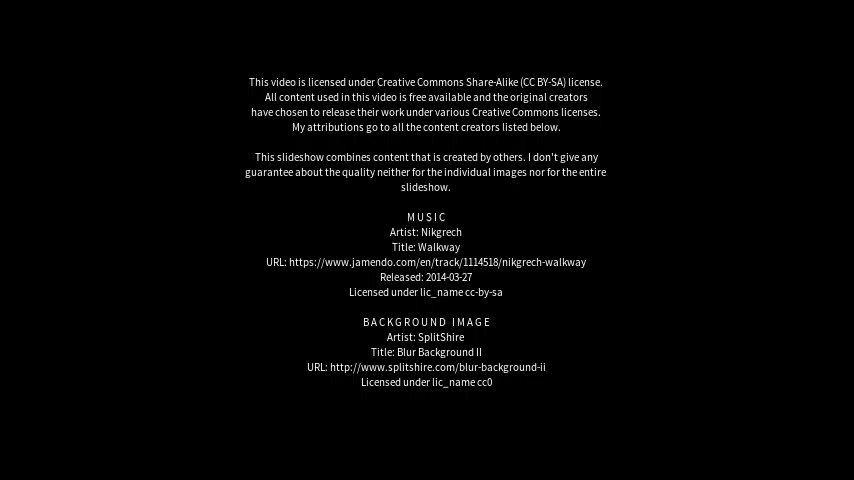 This video is licensed under Creative Commons Share-Alike (CC BY-SA) license.
All content used in this video is free available and the original creators
have chosen to release their work under various Creative Commons licenses.
My attributions go to all the content creators listed below.
This slideshow combines content that is created by others. I don't give any
guarantee about the quality neither for the individual images nor for the entire
slideshow.
MUSIC
Artist: Nikgrech
Title: Walkway
URL: https://www.jamendo.com/en/track/1114518/nikgrech-walkway
Released: 2014-03-27
Licensed under lic_name cc-by-sa
BACKGROUND IMAGE
Artist: SplitShire
Title: Blur Background II
URL: http://www.splitshire.com/blur-background-ii
Licensed under lic_name cc0